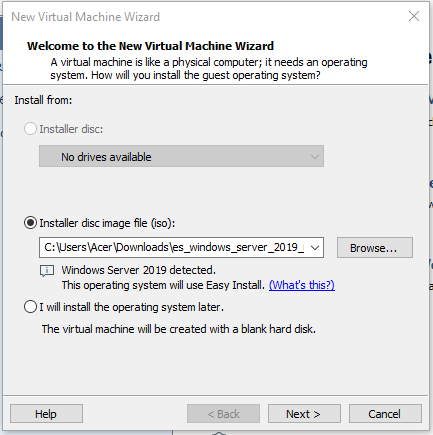 New Virtual Machine Wizard
Welcome to the New Virtual Machine Wizard
A virtual machine is like a physical computer; it needs an operating
system. How will you install the guest operating system?
Install from:
Installer disc:
No drives available
Installer disc image file (iso):
C:\Users\Acer\Downloads\es_windows_server_2019_
Browse...
Windows Server 2019 detected.
This operating system will use Easy Install. (What's this?)
I will install the operating system later.
The virtual machine will be created with a blank hard disk.
Help
< Back
Next >
Cancel